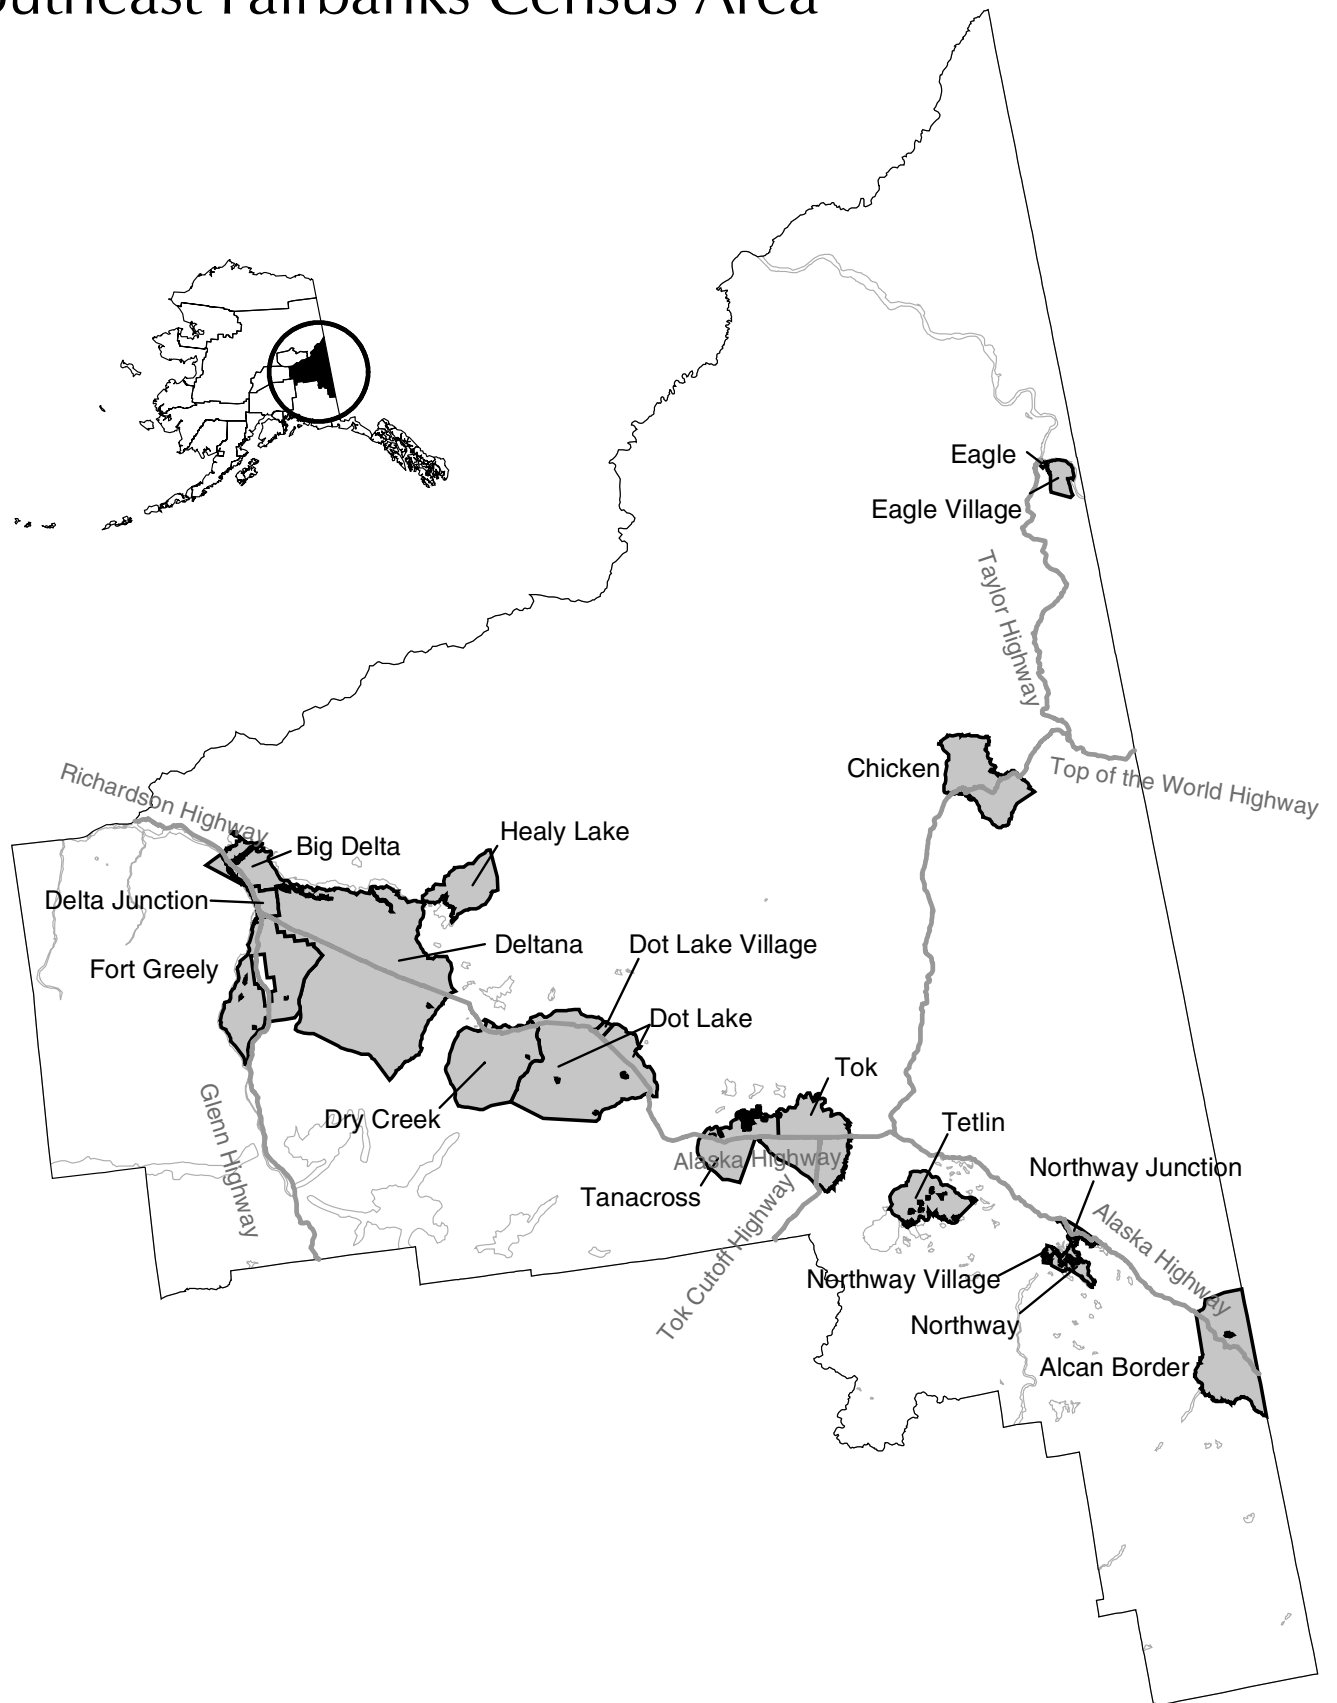 Fairbanks Census Area
Eagle
Eagle Village
Taylor Highway
Chicken
Top of the World Highway
Richardson Highway
Big Delta
Healy Lake
Delta Junction
Deltana
Dot Lake Village
Fort Greely
Dot Lake
Tok
Dry Creek
Tetlin
Glenn Highway
Alaska Highway
Northway Junction
Tanacross
Tok Cutoff Highway
Alaska Highway
Northway Village
Northway
Alcan Border